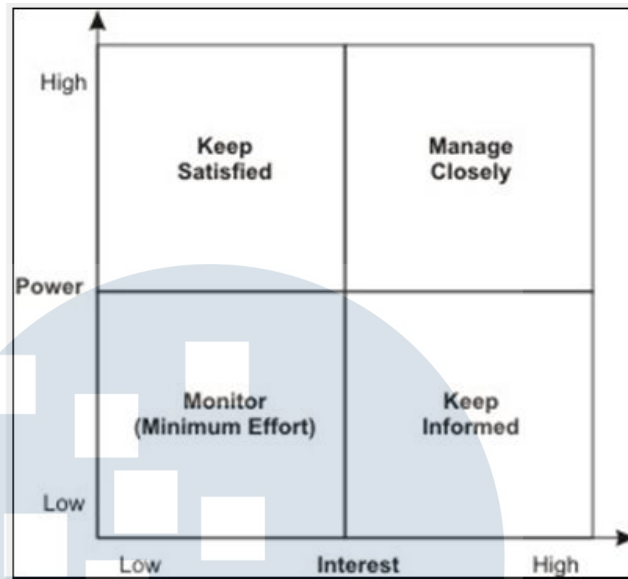 High
Keep
Satisfied
Manage
Closely
Power
Monitor
(Minimum Effort)
Keep
Informed
Low
Low
Interest
High